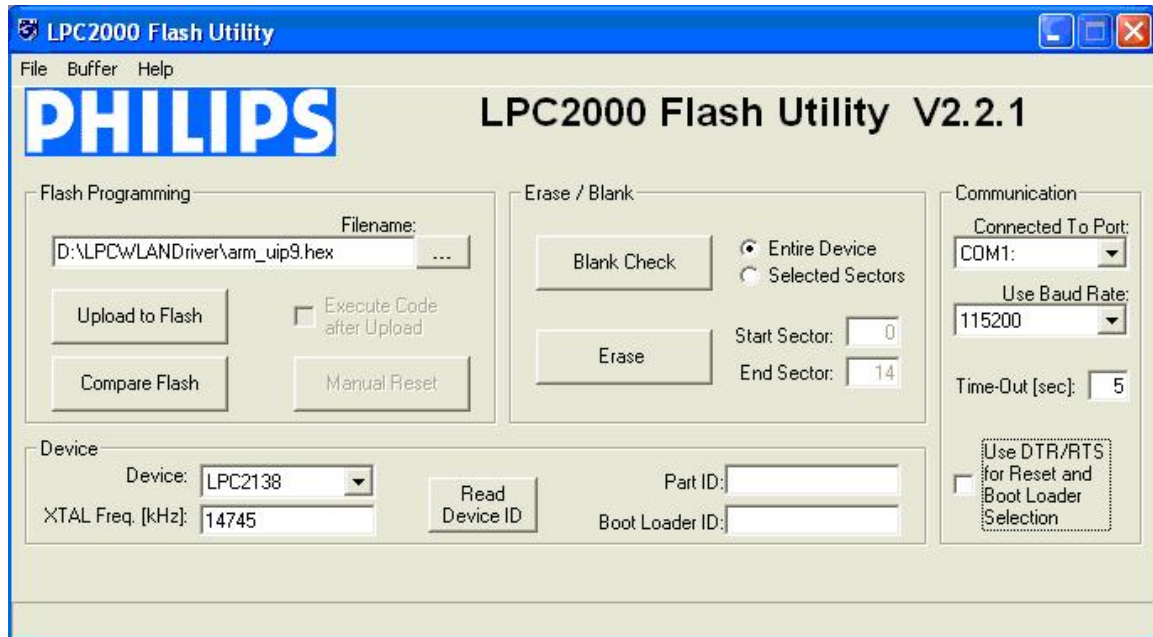 LPC2000 Flash Utility
File Buffer Help
PHILIPS
LPC2000 Flash Utility V2.2.1
Flash Programming
Filename:
D:\LPCWLANDriver\arm_uip9.hex
...
Upload to Flash
Execute Code
after Upload
Compare Flash
Manual Reset
Erase / Blank
Blank Check
Entire Device
Selected Sectors
Erase
Start Sector: 0
End Sector: 14
Communication
Connected To Port:
COM1:
Use Baud Rate:
115200
Time-Out [sec]: 5
Use DTR/RTS
for Reset and
Boot Loader
Selection
Device
Device: LPC2138
XTAL Freq. [kHz]: 14745
Read
Device ID
Part ID:
Boot Loader ID: